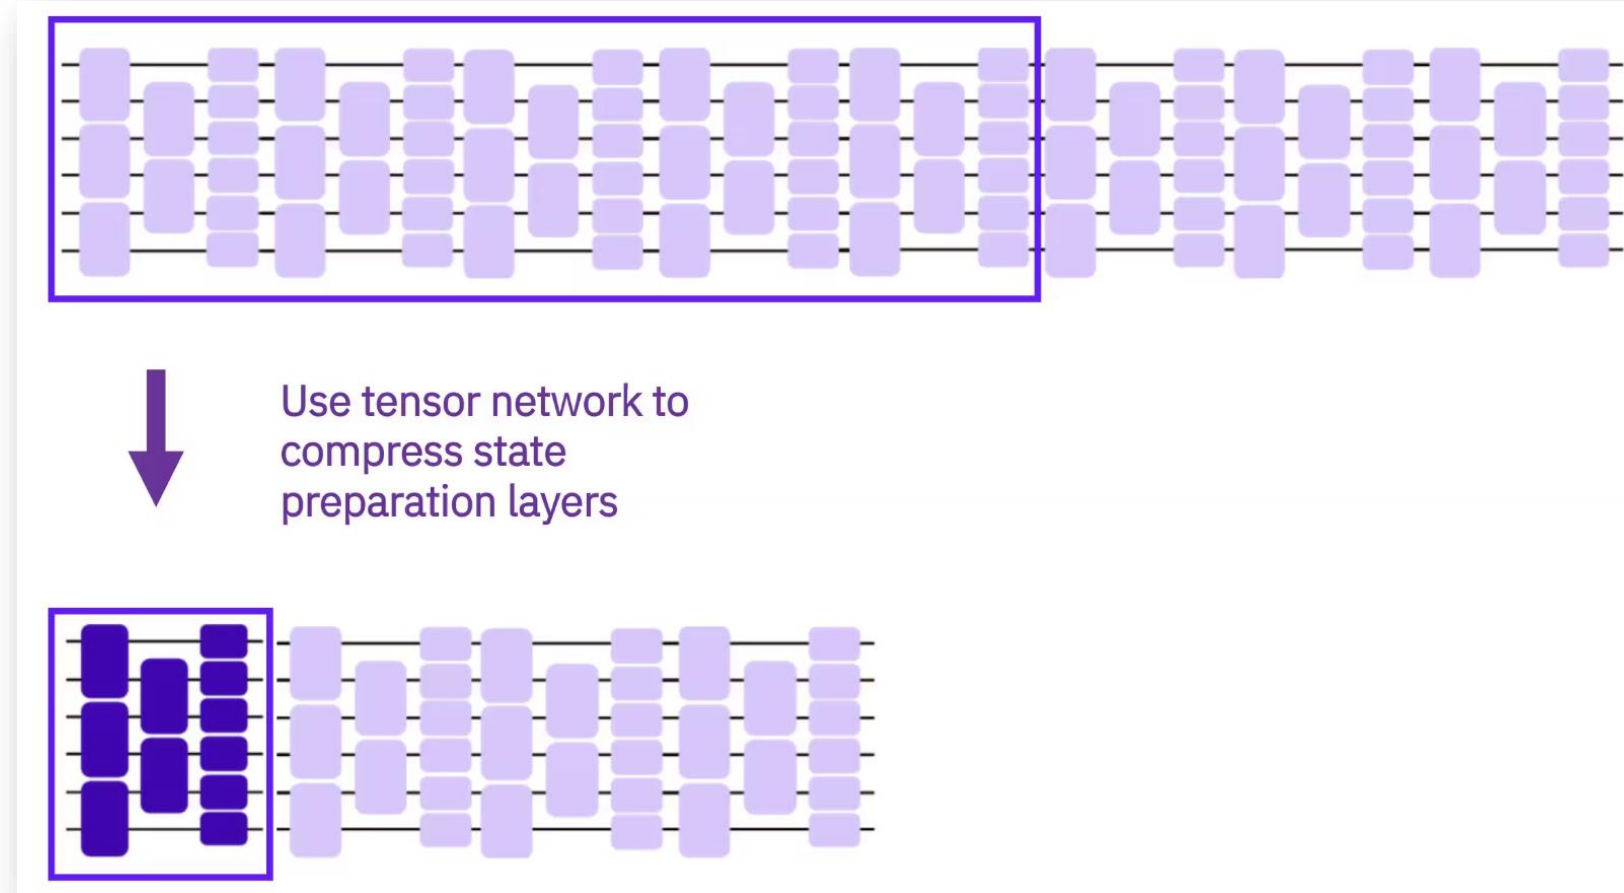 Use tensor network to
compress state
preparation layers